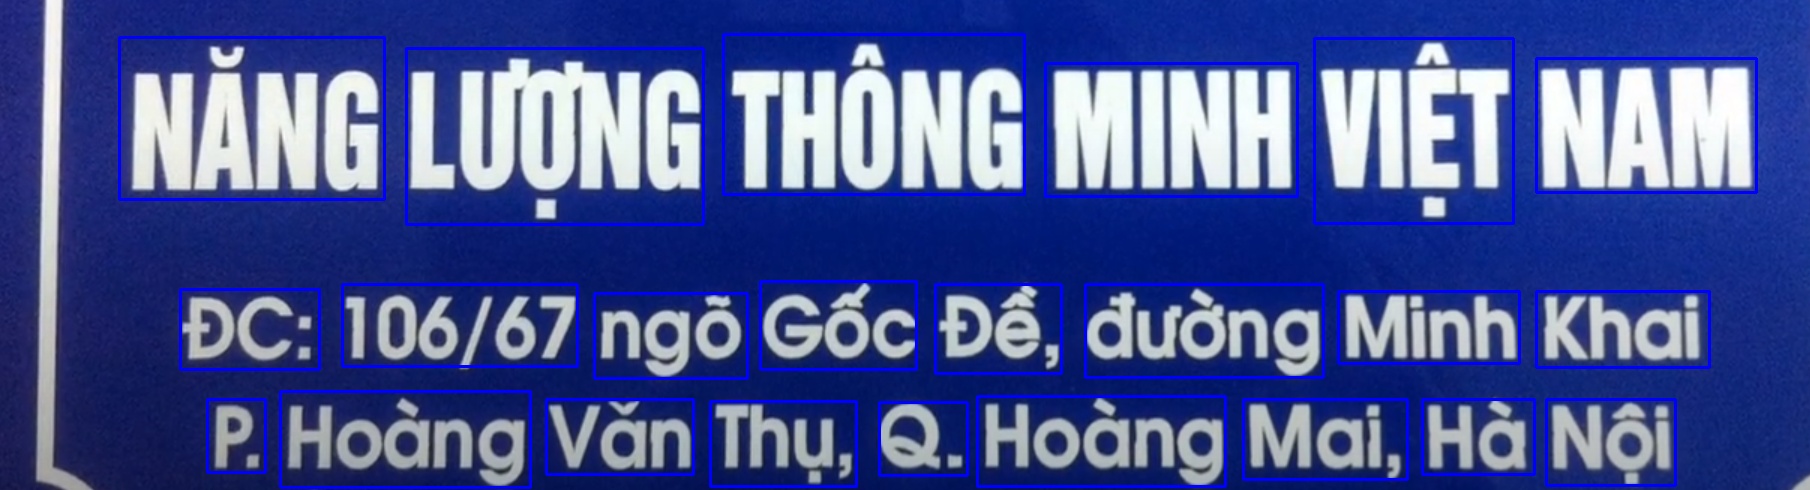 NĂNG LƯỢNG THÔNG MINH VIỆT NAM
ĐC: 106/67 ngõ Gốc Đề, đường Minh Khai
P. Hoàng Văn Thụ, Q. Hoàng Mai, Hà Nội